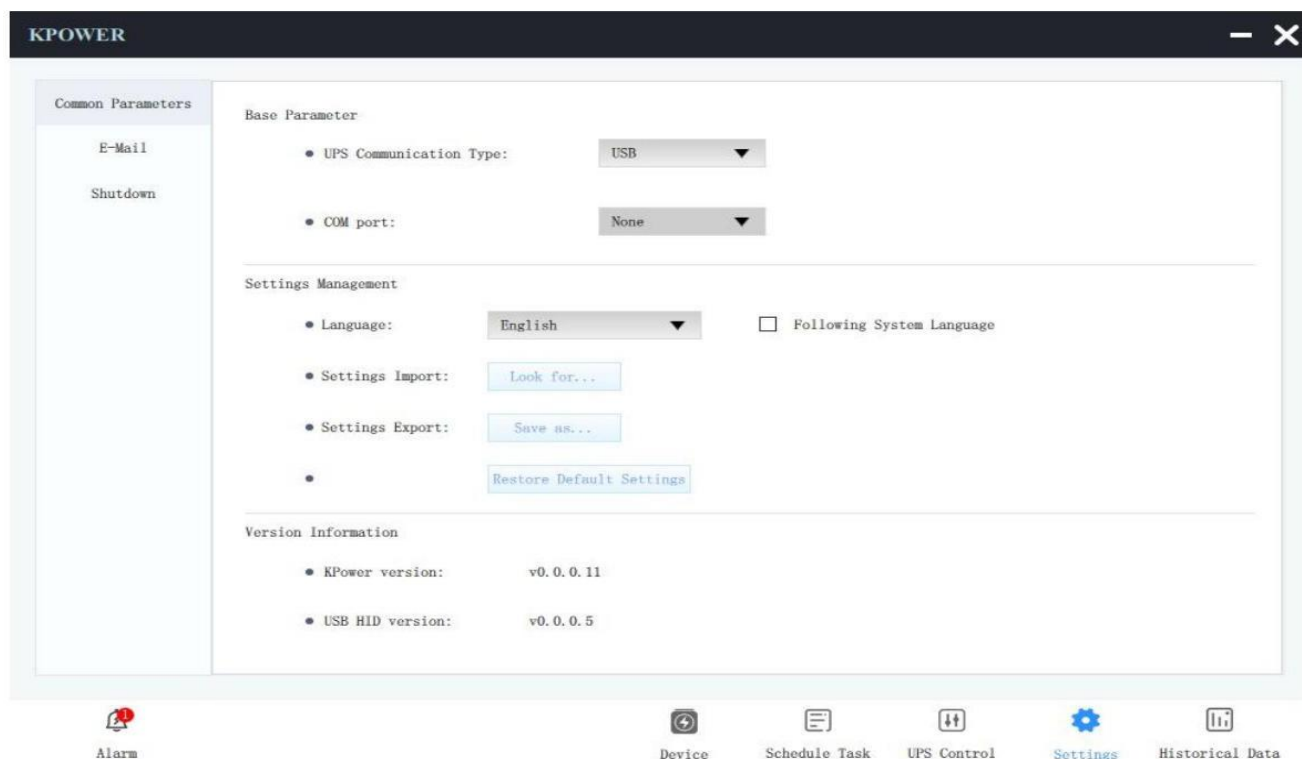 KPOWER
Common Parameters
E-Mail
Shutdown
Base Parameter
UPS Communication Type: USB
COM port: None
Settings Management
Language: English Following System Language
Settings Import: Look for...
Settings Export: Save as...
Restore Default Settings
Version Information
KPower version: v0.0.0.11
USB HID version: v0.0.0.5
1
Alarm Device Schedule Task UPS Control Settings Historical Data